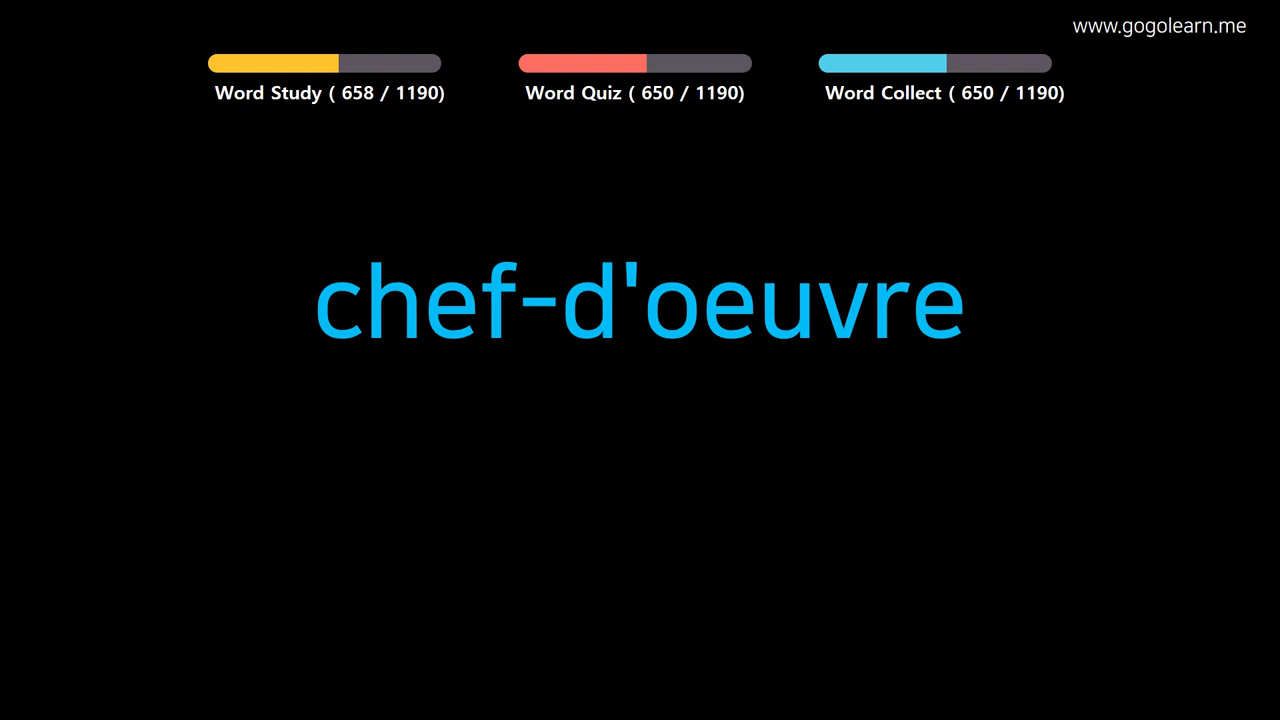 www.gogolearn.me
Word Study ( 658 / 1190)
Word Quiz ( 650 / 1190)
Word Collect ( 650 / 1190)
chef-d'oeuvre